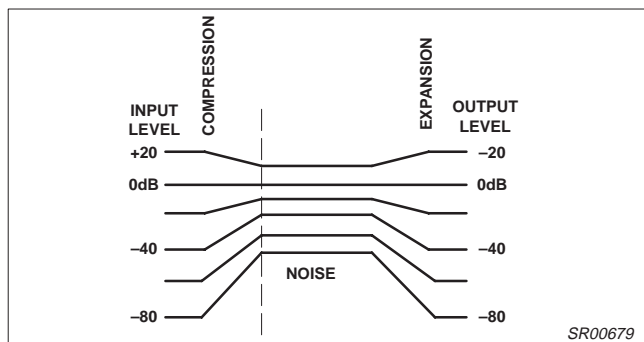 COMPRESSION
EXPANSION
INPUT
LEVEL
OUTPUT
LEVEL
+20
–20
0dB
0dB
–40
–40
NOISE
–80
–80
SR00679